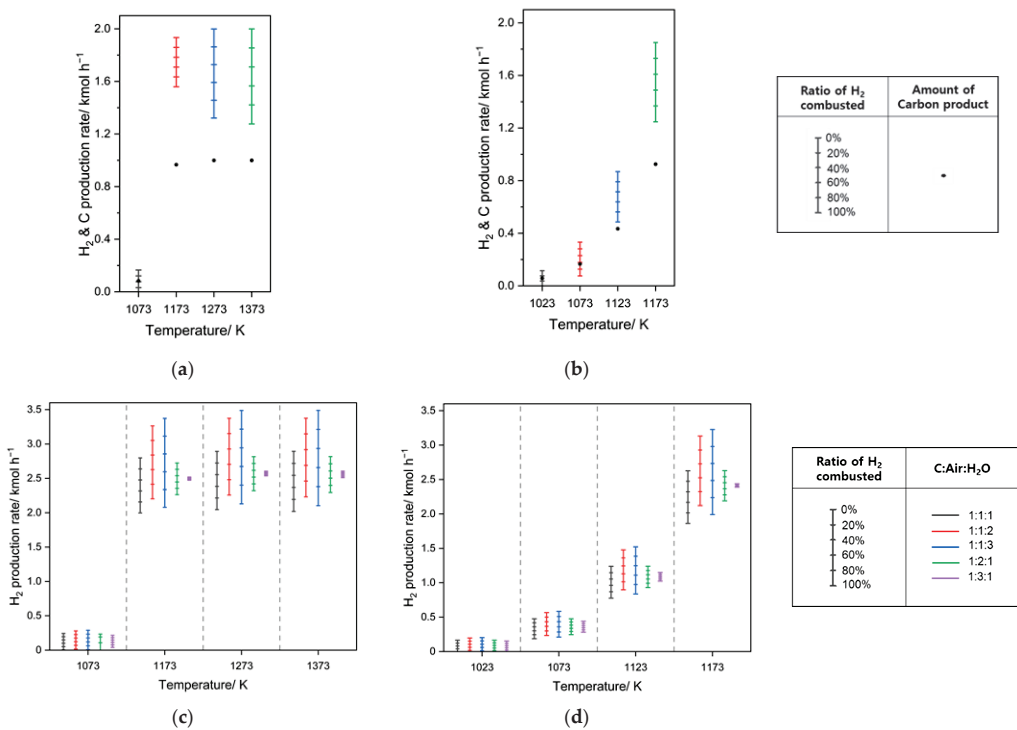 2.0
1.6
1.2
0.8
0.4
0.0
H₂ & C production rate/ kmol h⁻¹
1073 1173 1273 1373
Temperature/ K
(a)
1.8
1.2
0.6
0.4
0.0
H₂ & C production rate/ kmol h⁻¹
1023 1073 1123 1173
Temperature/ K
(b)
Ratio of H₂ combusted
Amount of Carbon product
0%
20%
40%
60%
80%
100%
3.5
3.0
2.5
2.0
1.5
1.0
0.5
0
H₂ production rate/ kmol h⁻¹
1073 1173 1273 1373
Temperature/ K
(c)
3.5
3.0
2.5
2.0
1.5
1.0
0.5
0
H₂ production rate/ kmol h⁻¹
1023 1073 1123 1173
Temperature/ K
(d)
Ratio of H₂ combusted
C:Air:H₂O
0%
20%
40%
60%
80%
100%
1:1:1
1:1:2
1:1:3
1:2:1
1:3:1